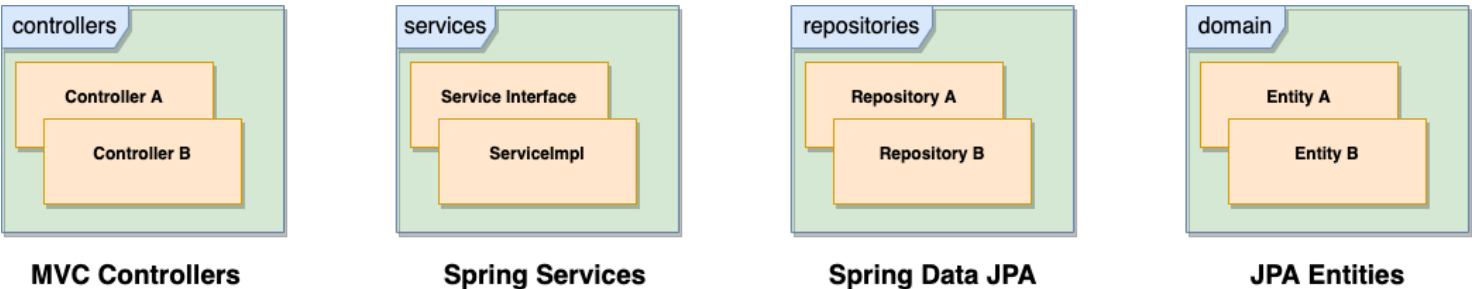 controllers
Controller A
Controller B
MVC Controllers
services
Service Interface
ServiceImpl
Spring Services
repositories
Repository A
Repository B
Spring Data JPA
domain
Entity A
Entity B
JPA Entities